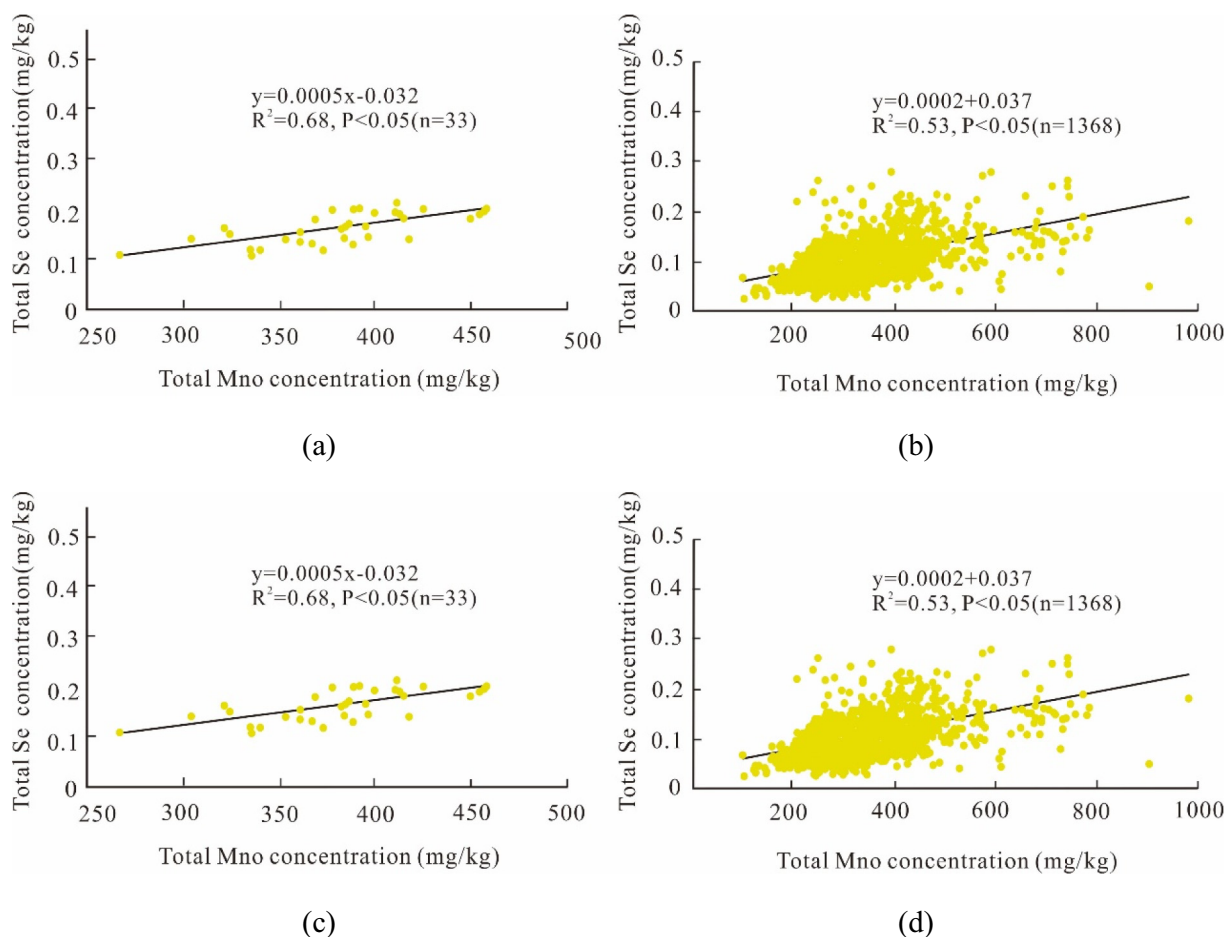 Total Se concentration(mg/kg)
0.5
0.4
0.3
0.2
0.1
0
y=0.0005x-0.032
R²=0.68, P<0.05(n=33)
250 300 350 400 450 500
Total Mno concentration (mg/kg)
(a)
Total Se concentration(mg/kg)
0.5
0.4
0.3
0.2
0.1
0
y=0.0002+0.037
R²=0.53, P<0.05(n=1368)
200 400 600 800 1000
Total Mno concentration (mg/kg)
(b)
Total Se concentration(mg/kg)
0.5
0.4
0.3
0.2
0.1
0
y=0.0005x-0.032
R²=0.68, P<0.05(n=33)
250 300 350 400 450 500
Total Mno concentration (mg/kg)
(c)
Total Se concentration(mg/kg)
0.5
0.4
0.3
0.2
0.1
0
y=0.0002+0.037
R²=0.53, P<0.05(n=1368)
200 400 600 800 1000
Total Mno concentration (mg/kg)
(d)